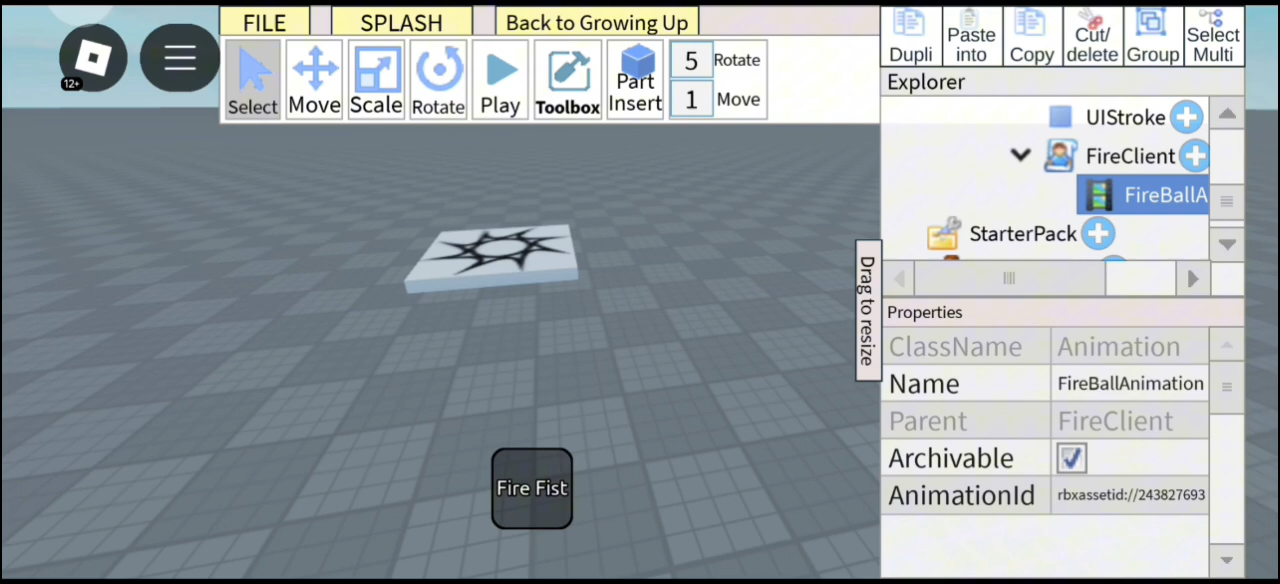 12+
FILE
SPLASH
Back to Growing Up
Select
Move
Scale
Rotate
Play
Toolbox
Part
Insert
5
Rotate
1
Move
Dupli
Paste
into
Copy
Cut/
delete
Group
Select
Multi
Explorer
UIStroke
FireClient
FireBallA
StarterPack
Drag to resize
Properties
ClassName Animation
Name FireBallAnimation
Parent FireClient
Archivable
AnimationId rbxassetid://243827693
Fire Fist